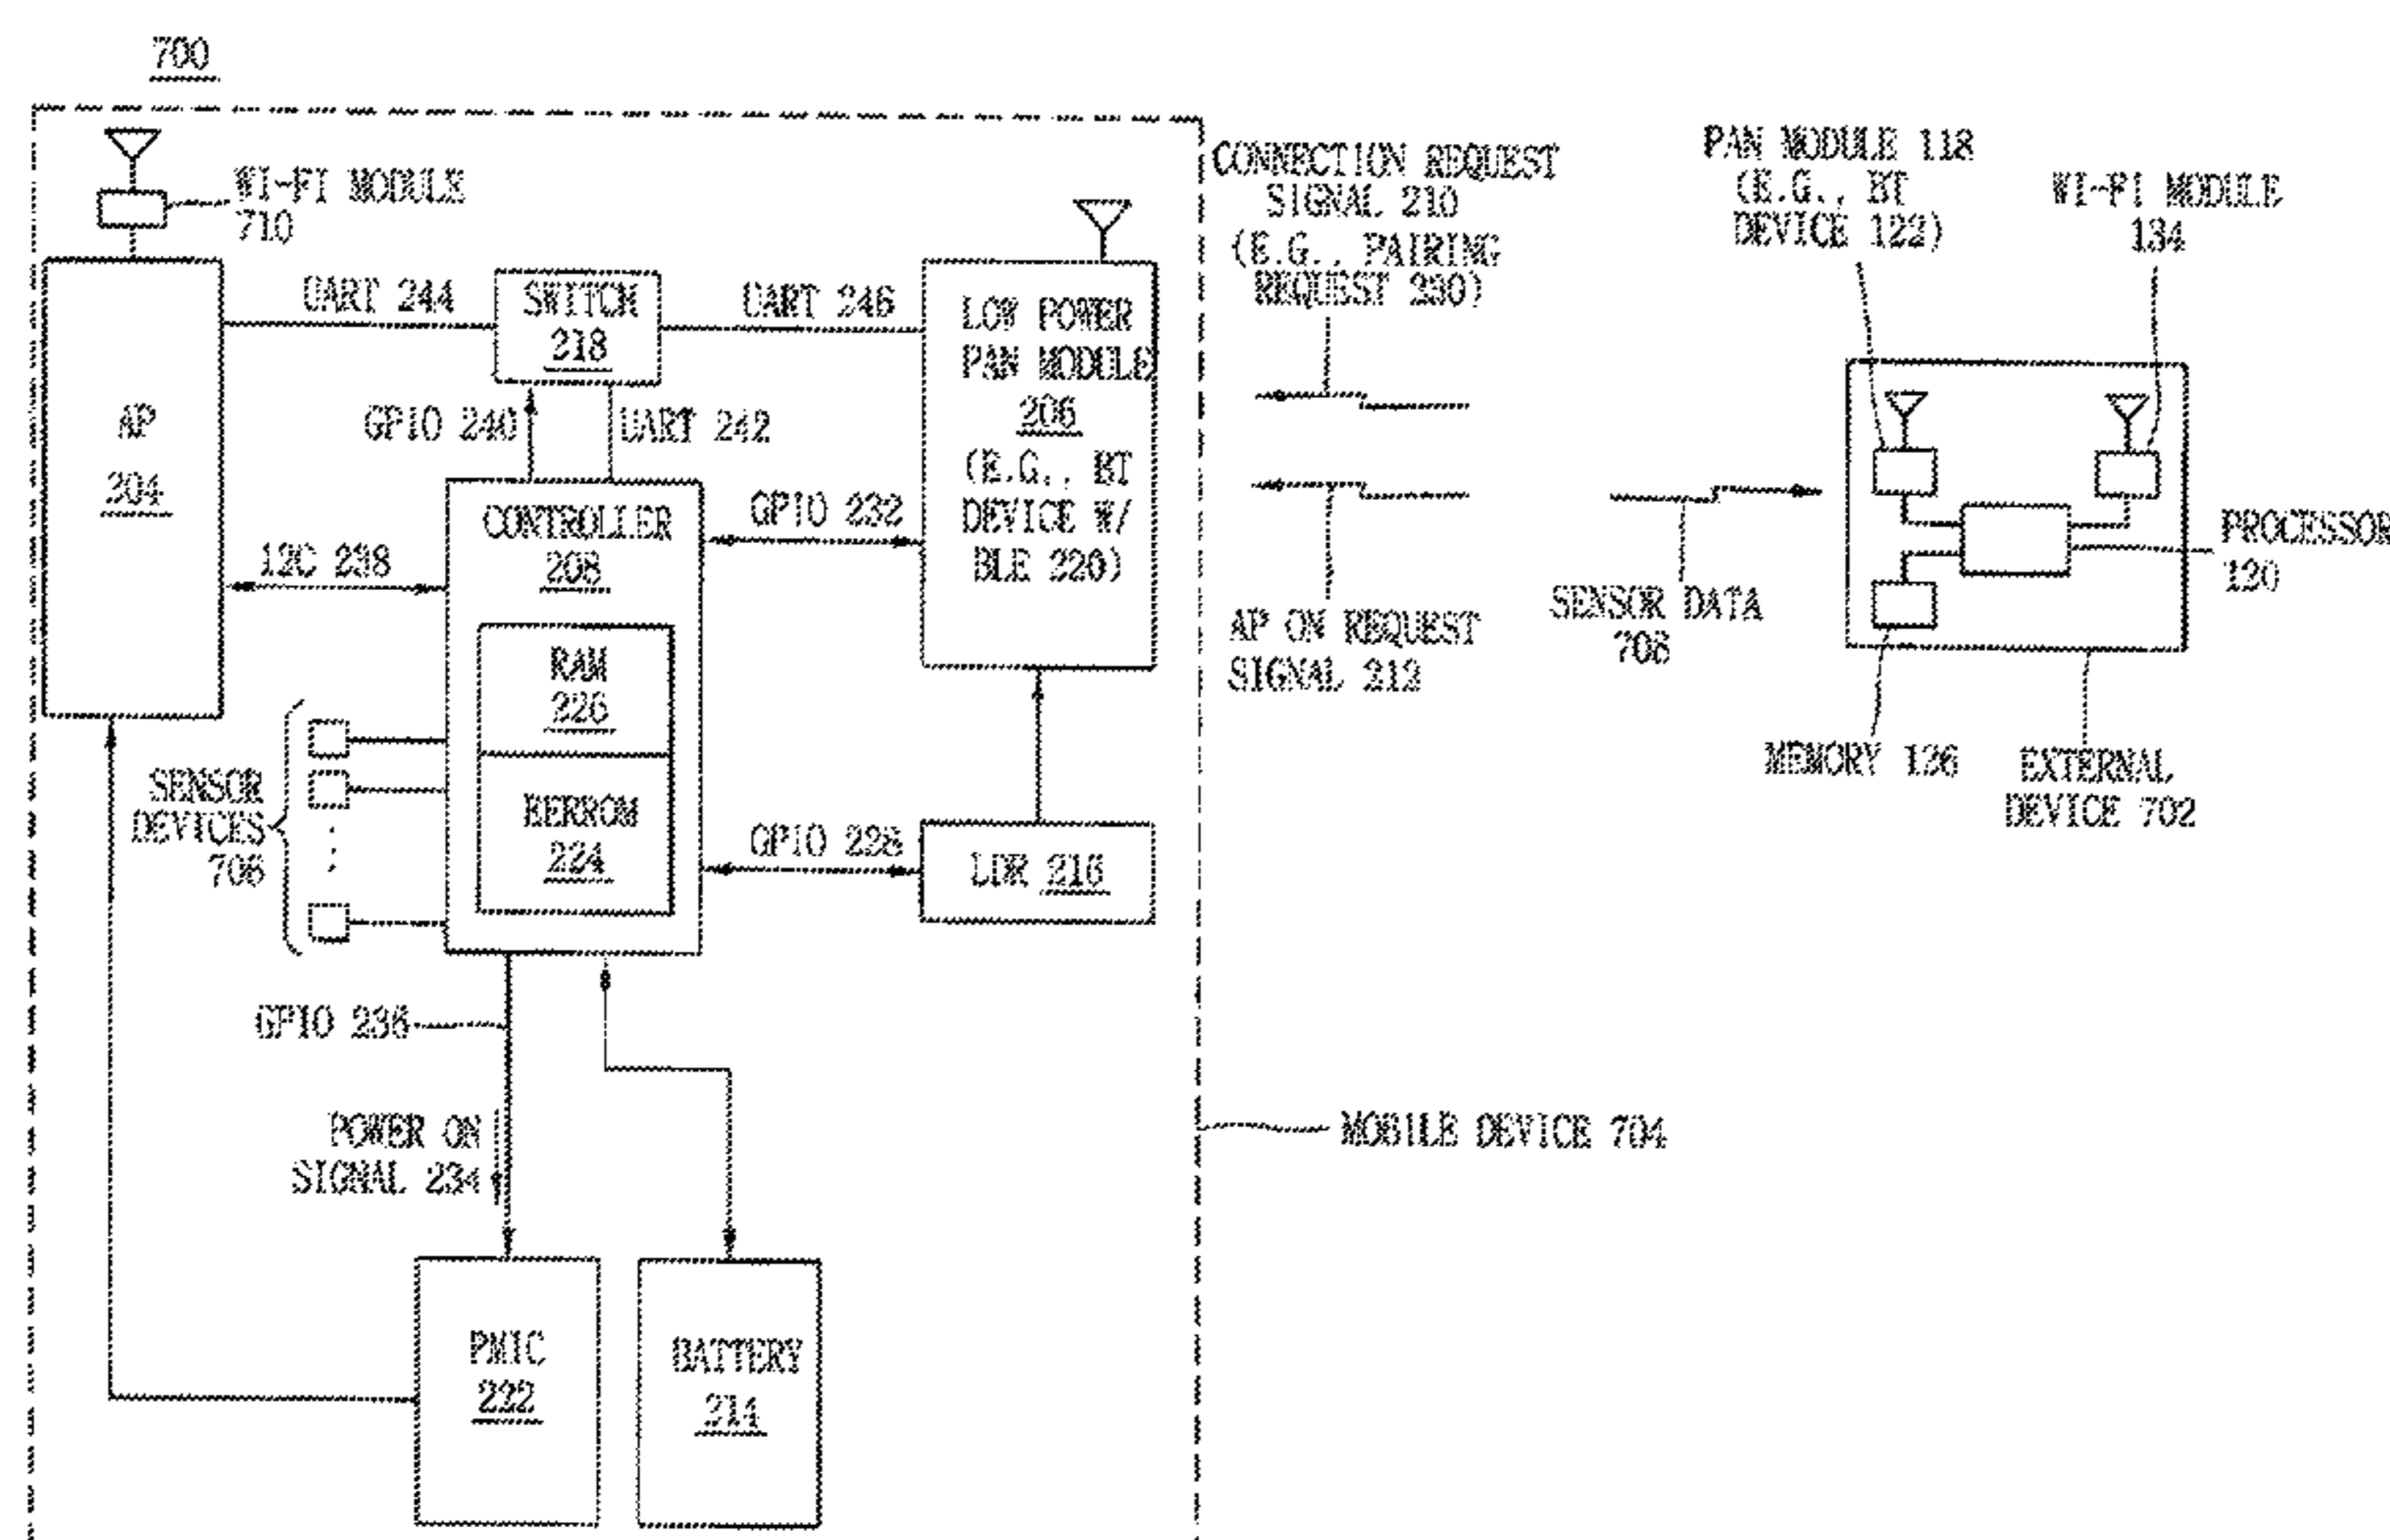 700
WI-FI MODULE
710
AP
204
UART 244
SWITCH
218
UART 246
GPIO 240
UART 242
LOW POWER
PAN MODULE
206
(E.G., BT
DEVICE W/
BLE 220)
I2C 238
CONTROLLER
208
RAM
226
EERROM
224
GPIO 232
GPIO 228
LDR 216
SENSOR
DEVICES
706
GPIO 236
POWER ON
SIGNAL 234
PMIC
222
BATTERY
214
CONNECTION REQUEST
SIGNAL 210
(E.G., PAIRING
REQUEST 230)
AP ON REQUEST
SIGNAL 212
SENSOR DATA
708
PAN MODULE 118
(E.G., BT
DEVICE 122)
WI-FI MODULE
134
PROCESSOR
120
MEMORY 126
EXTERNAL
DEVICE 702
MOBILE DEVICE 704